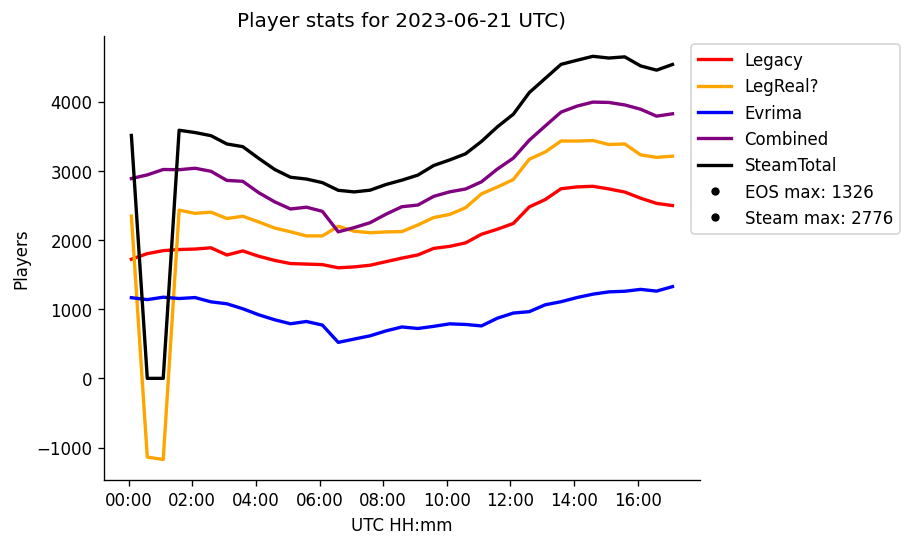 Player stats for 2023-06-21 UTC)
Legacy
LegReal?
Evrima
Combined
SteamTotal
EOS max: 1326
Steam max: 2776
4000
3000
2000
1000
0
−1000
Players
00:00 02:00 04:00 06:00 08:00 10:00 12:00 14:00 16:00
UTC HH:mm